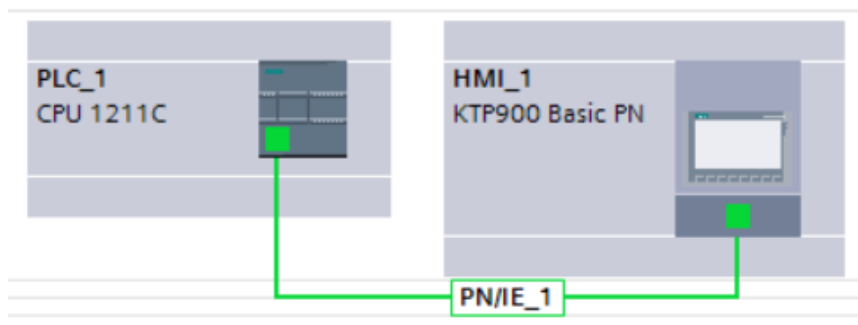 PLC_1
CPU 1211C
HMI_1
KTP900 Basic PN
PN/IE_1